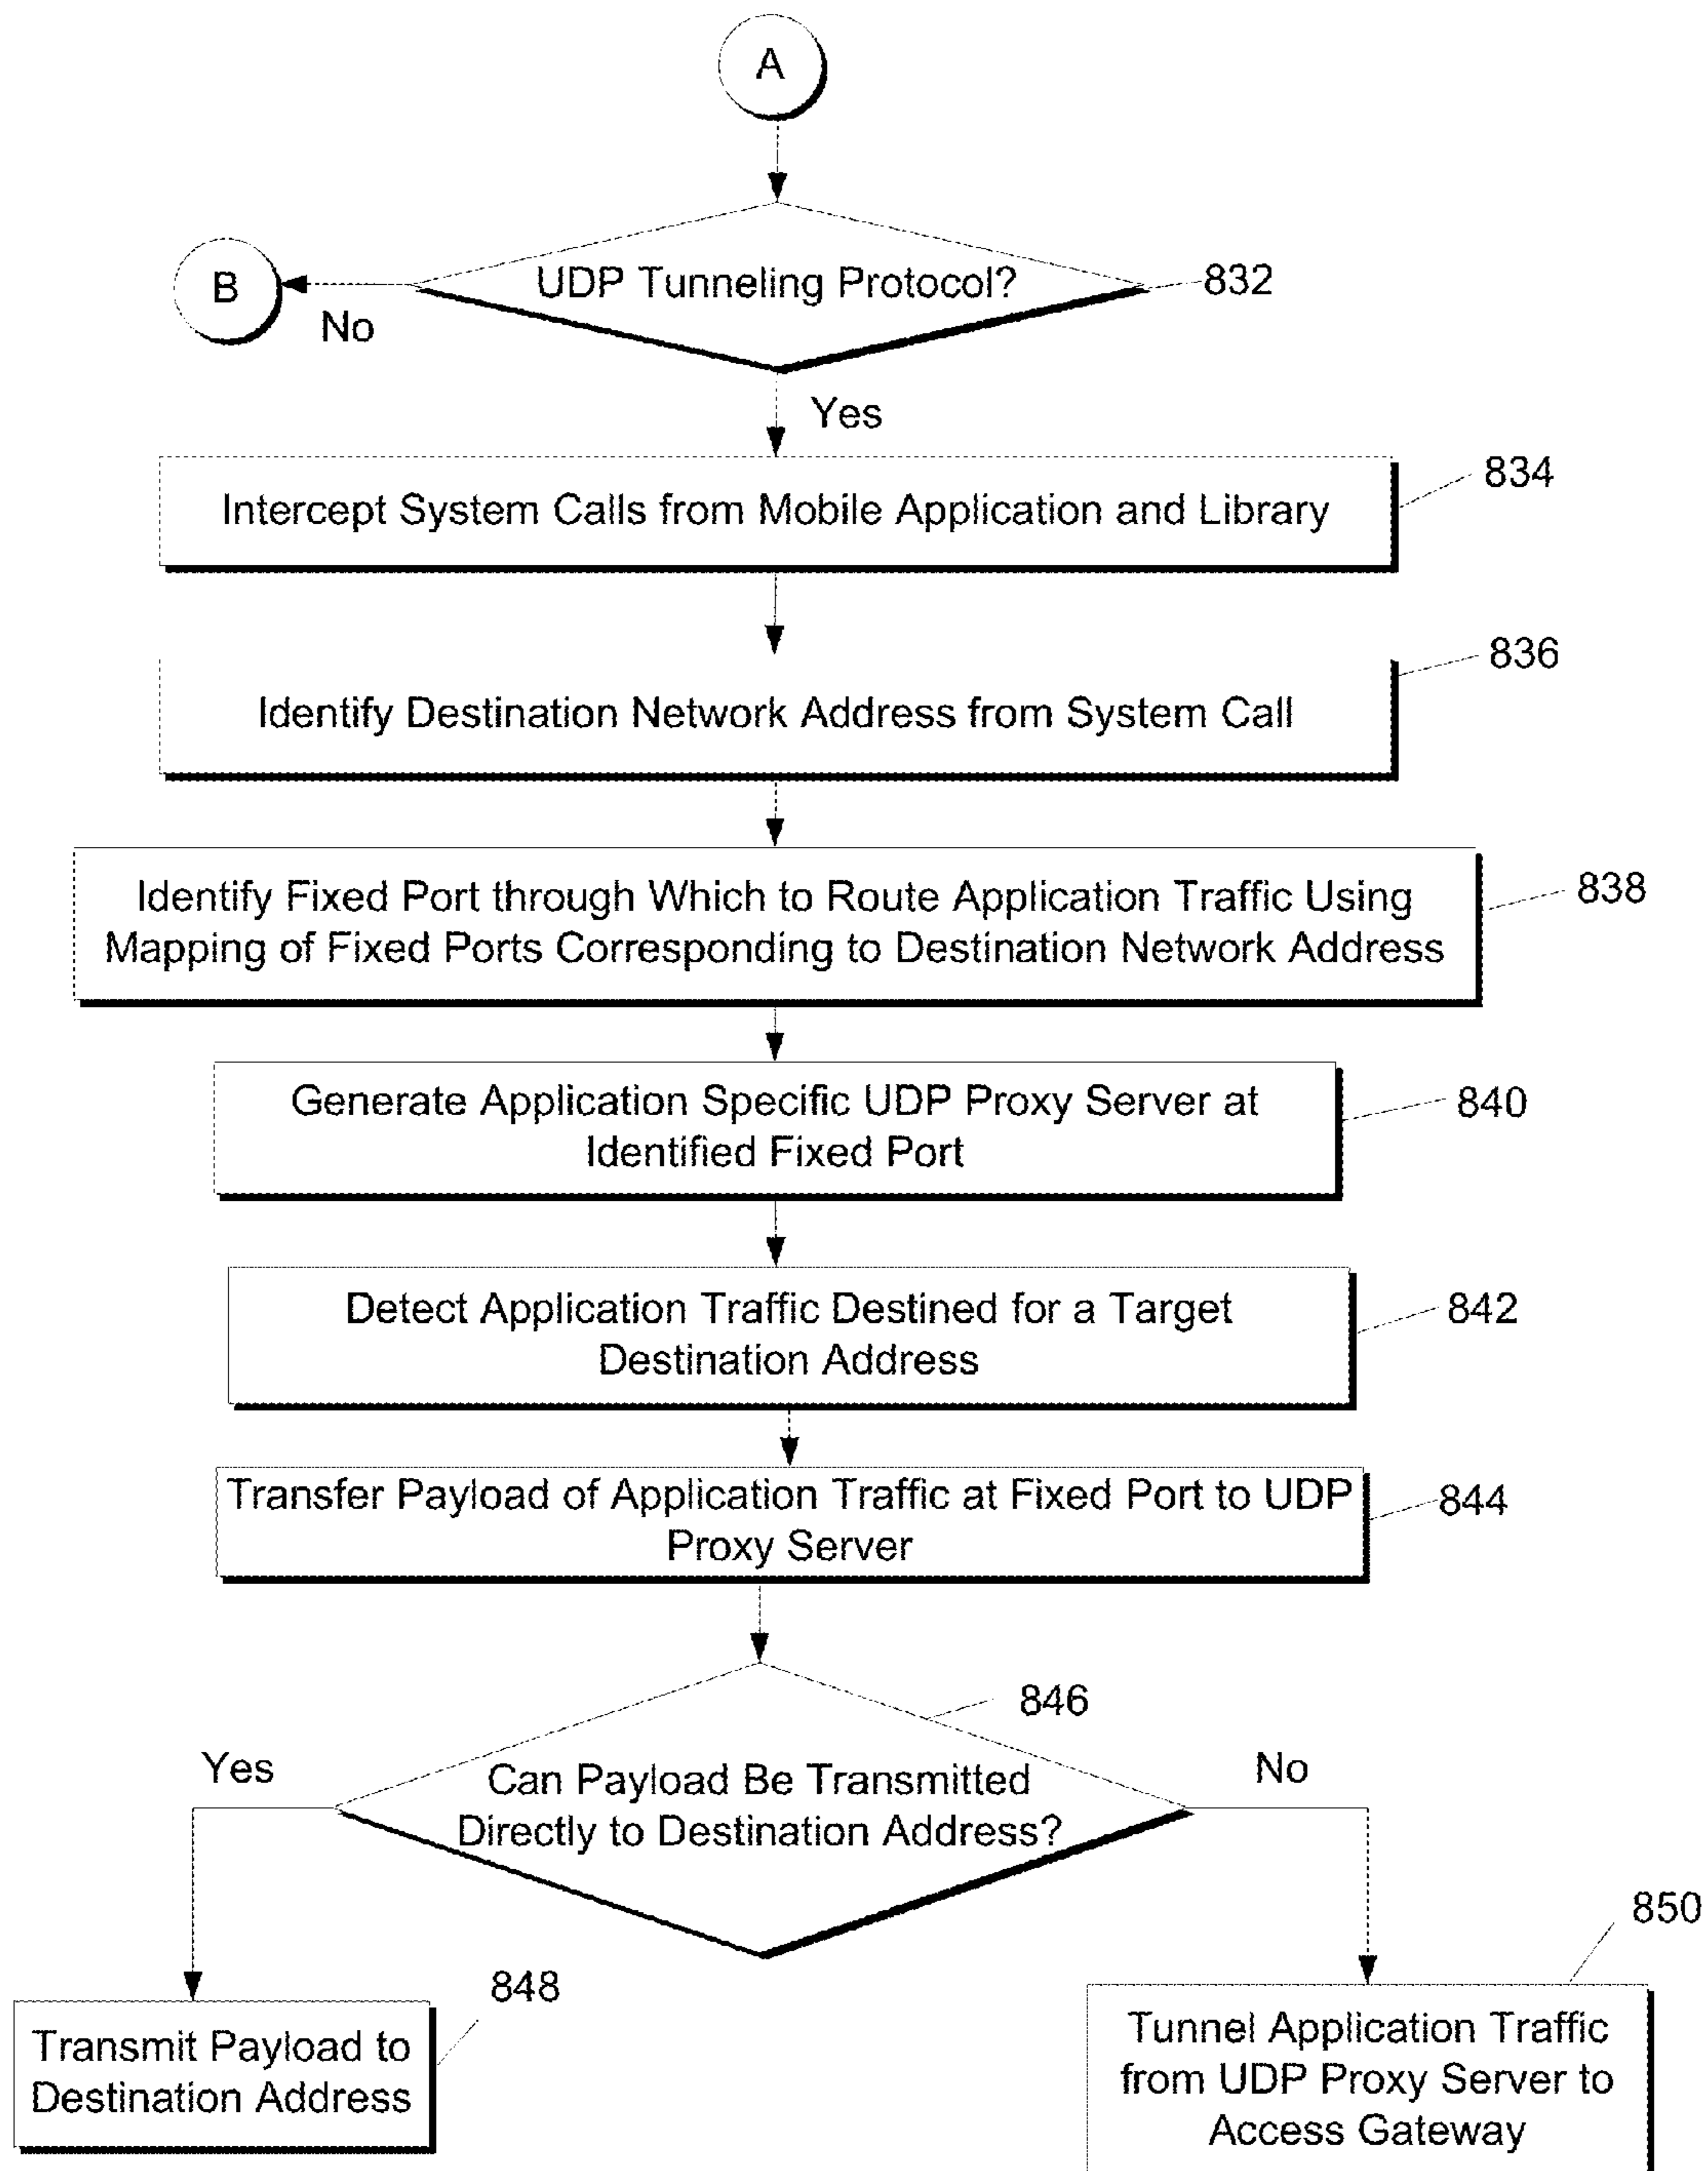 A
UDP Tunneling Protocol?
832
B
No
Yes
834
Intercept System Calls from Mobile Application and Library
836
Identify Destination Network Address from System Call
838
Identify Fixed Port through Which to Route Application Traffic Using
Mapping of Fixed Ports Corresponding to Destination Network Address
Generate Application Specific UDP Proxy Server at
Identified Fixed Port
840
Detect Application Traffic Destined for a Target
Destination Address
842
Transfer Payload of Application Traffic at Fixed Port to UDP
Proxy Server
844
846
Yes
Can Payload Be Transmitted
Directly to Destination Address?
No
848
Transmit Payload to
Destination Address
850
Tunnel Application Traffic
from UDP Proxy Server to
Access Gateway